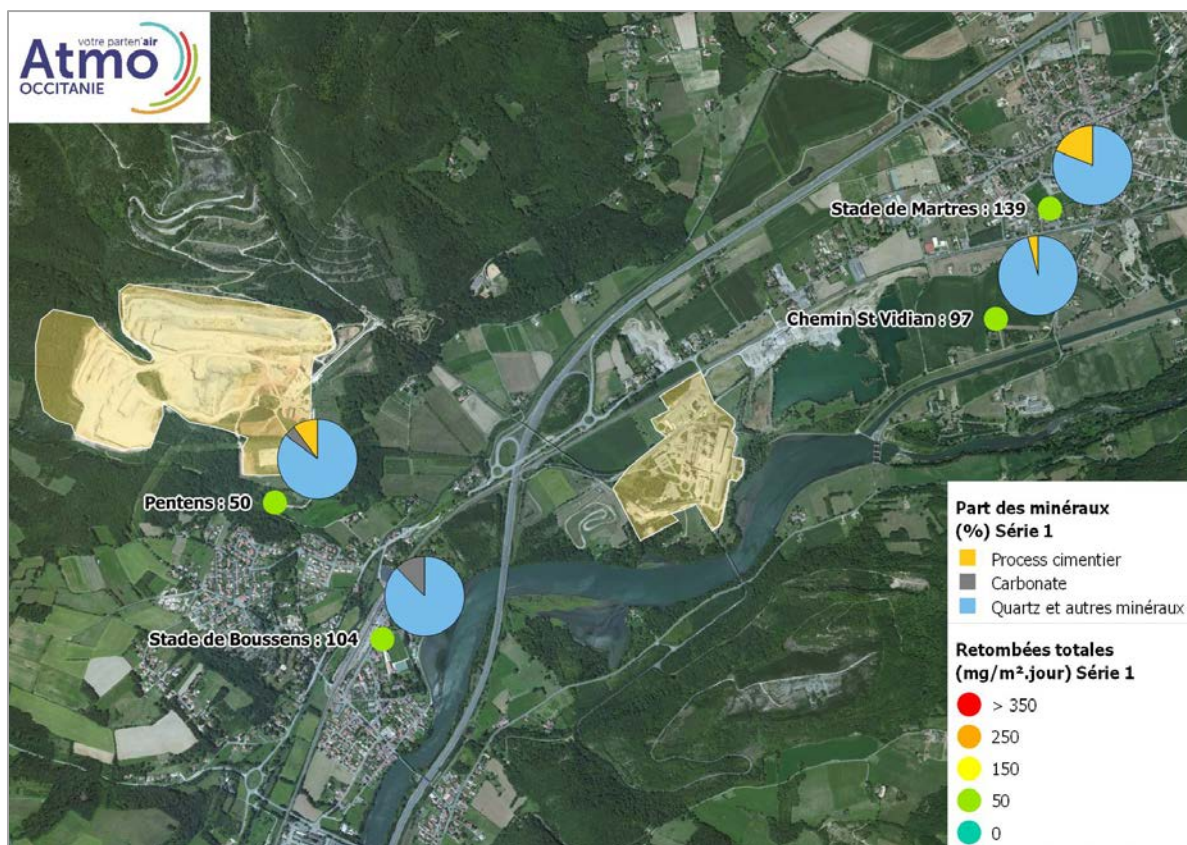 votre parten'air
Atmo
OCCITANIE
Stade de Martres : 139
Chemin St Vidian : 97
Pentens : 50
Stade de Boussens : 104
Part des minéraux
(%) Série 1
Process cimentier
Carbonate
Quartz et autres minéraux
Retombées totales
(mg/m².jour) Série 1
> 350
250
150
50
0